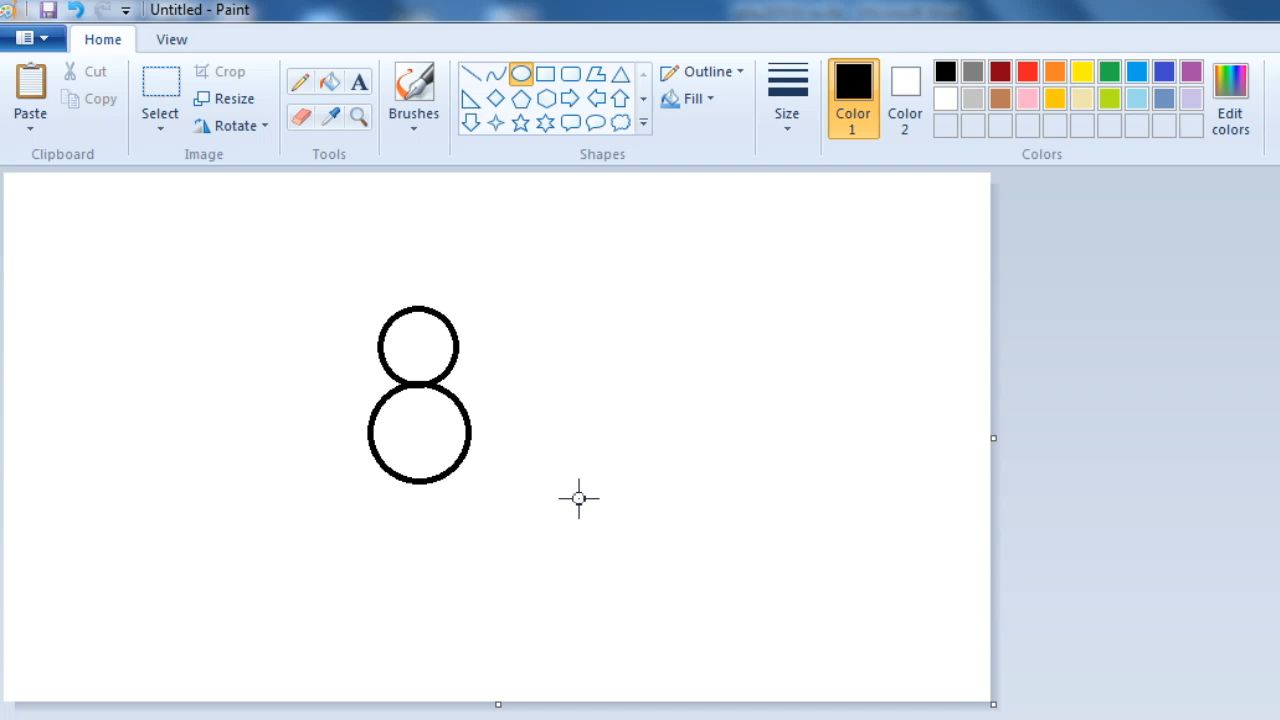 Untitled - Paint
Home View
Paste
Cut
Copy
Clipboard
Select
Crop
Resize
Rotate
Image
A
Tools
Brushes
Shapes
Outline
Fill
Size
Color 1
Color 2
Edit colors
Colors